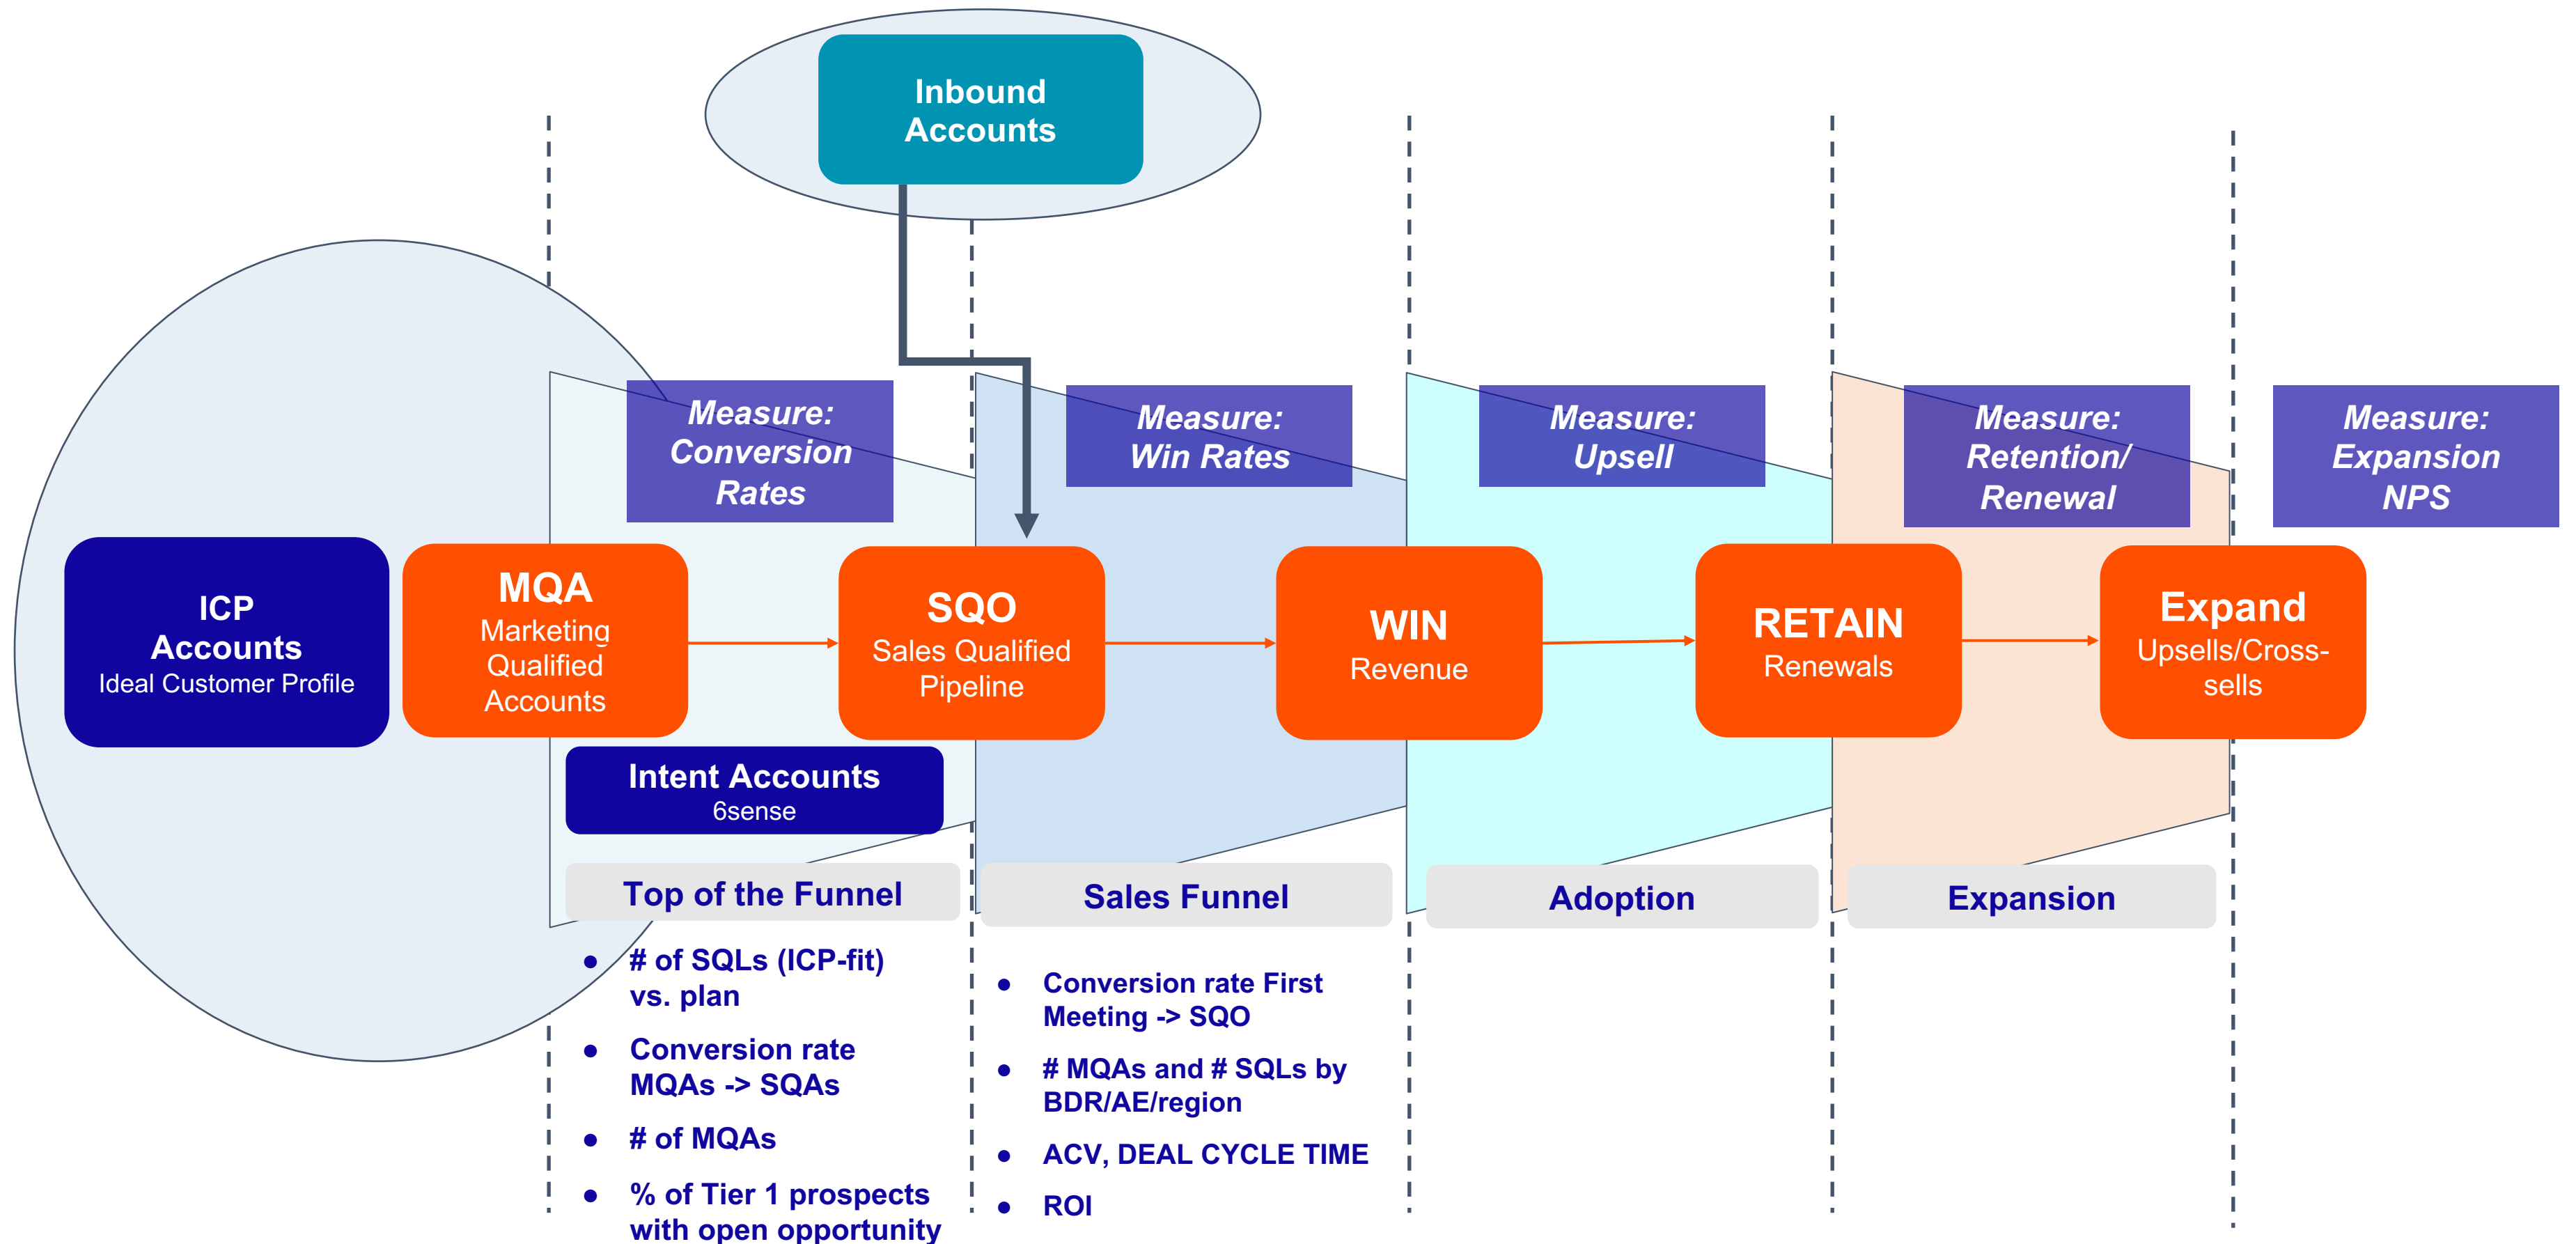 Inbound
Accounts
Measure:
Conversion
Rates
Measure:
Win Rates
Measure:
Upsell
Measure:
Retention/
Renewal
Measure:
Expansion
NPS
ICP
Accounts
Ideal Customer Profile
MQA
Marketing
Qualified
Accounts
SQO
Sales Qualified
Pipeline
WIN
Revenue
RETAIN
Renewals
Expand
Upsells/Cross-
sells
Intent Accounts
6sense
Top of the Funnel
Sales Funnel
Adoption
Expansion
● # of SQLs (ICP-fit)
vs. plan
● Conversion rate
MQAs -> SQAs
● # of MQAs
● % of Tier 1 prospects
with open opportunity
● Conversion rate First
Meeting -> SQO
● # MQAs and # SQLs by
BDR/AE/region
● ACV, DEAL CYCLE TIME
● ROI